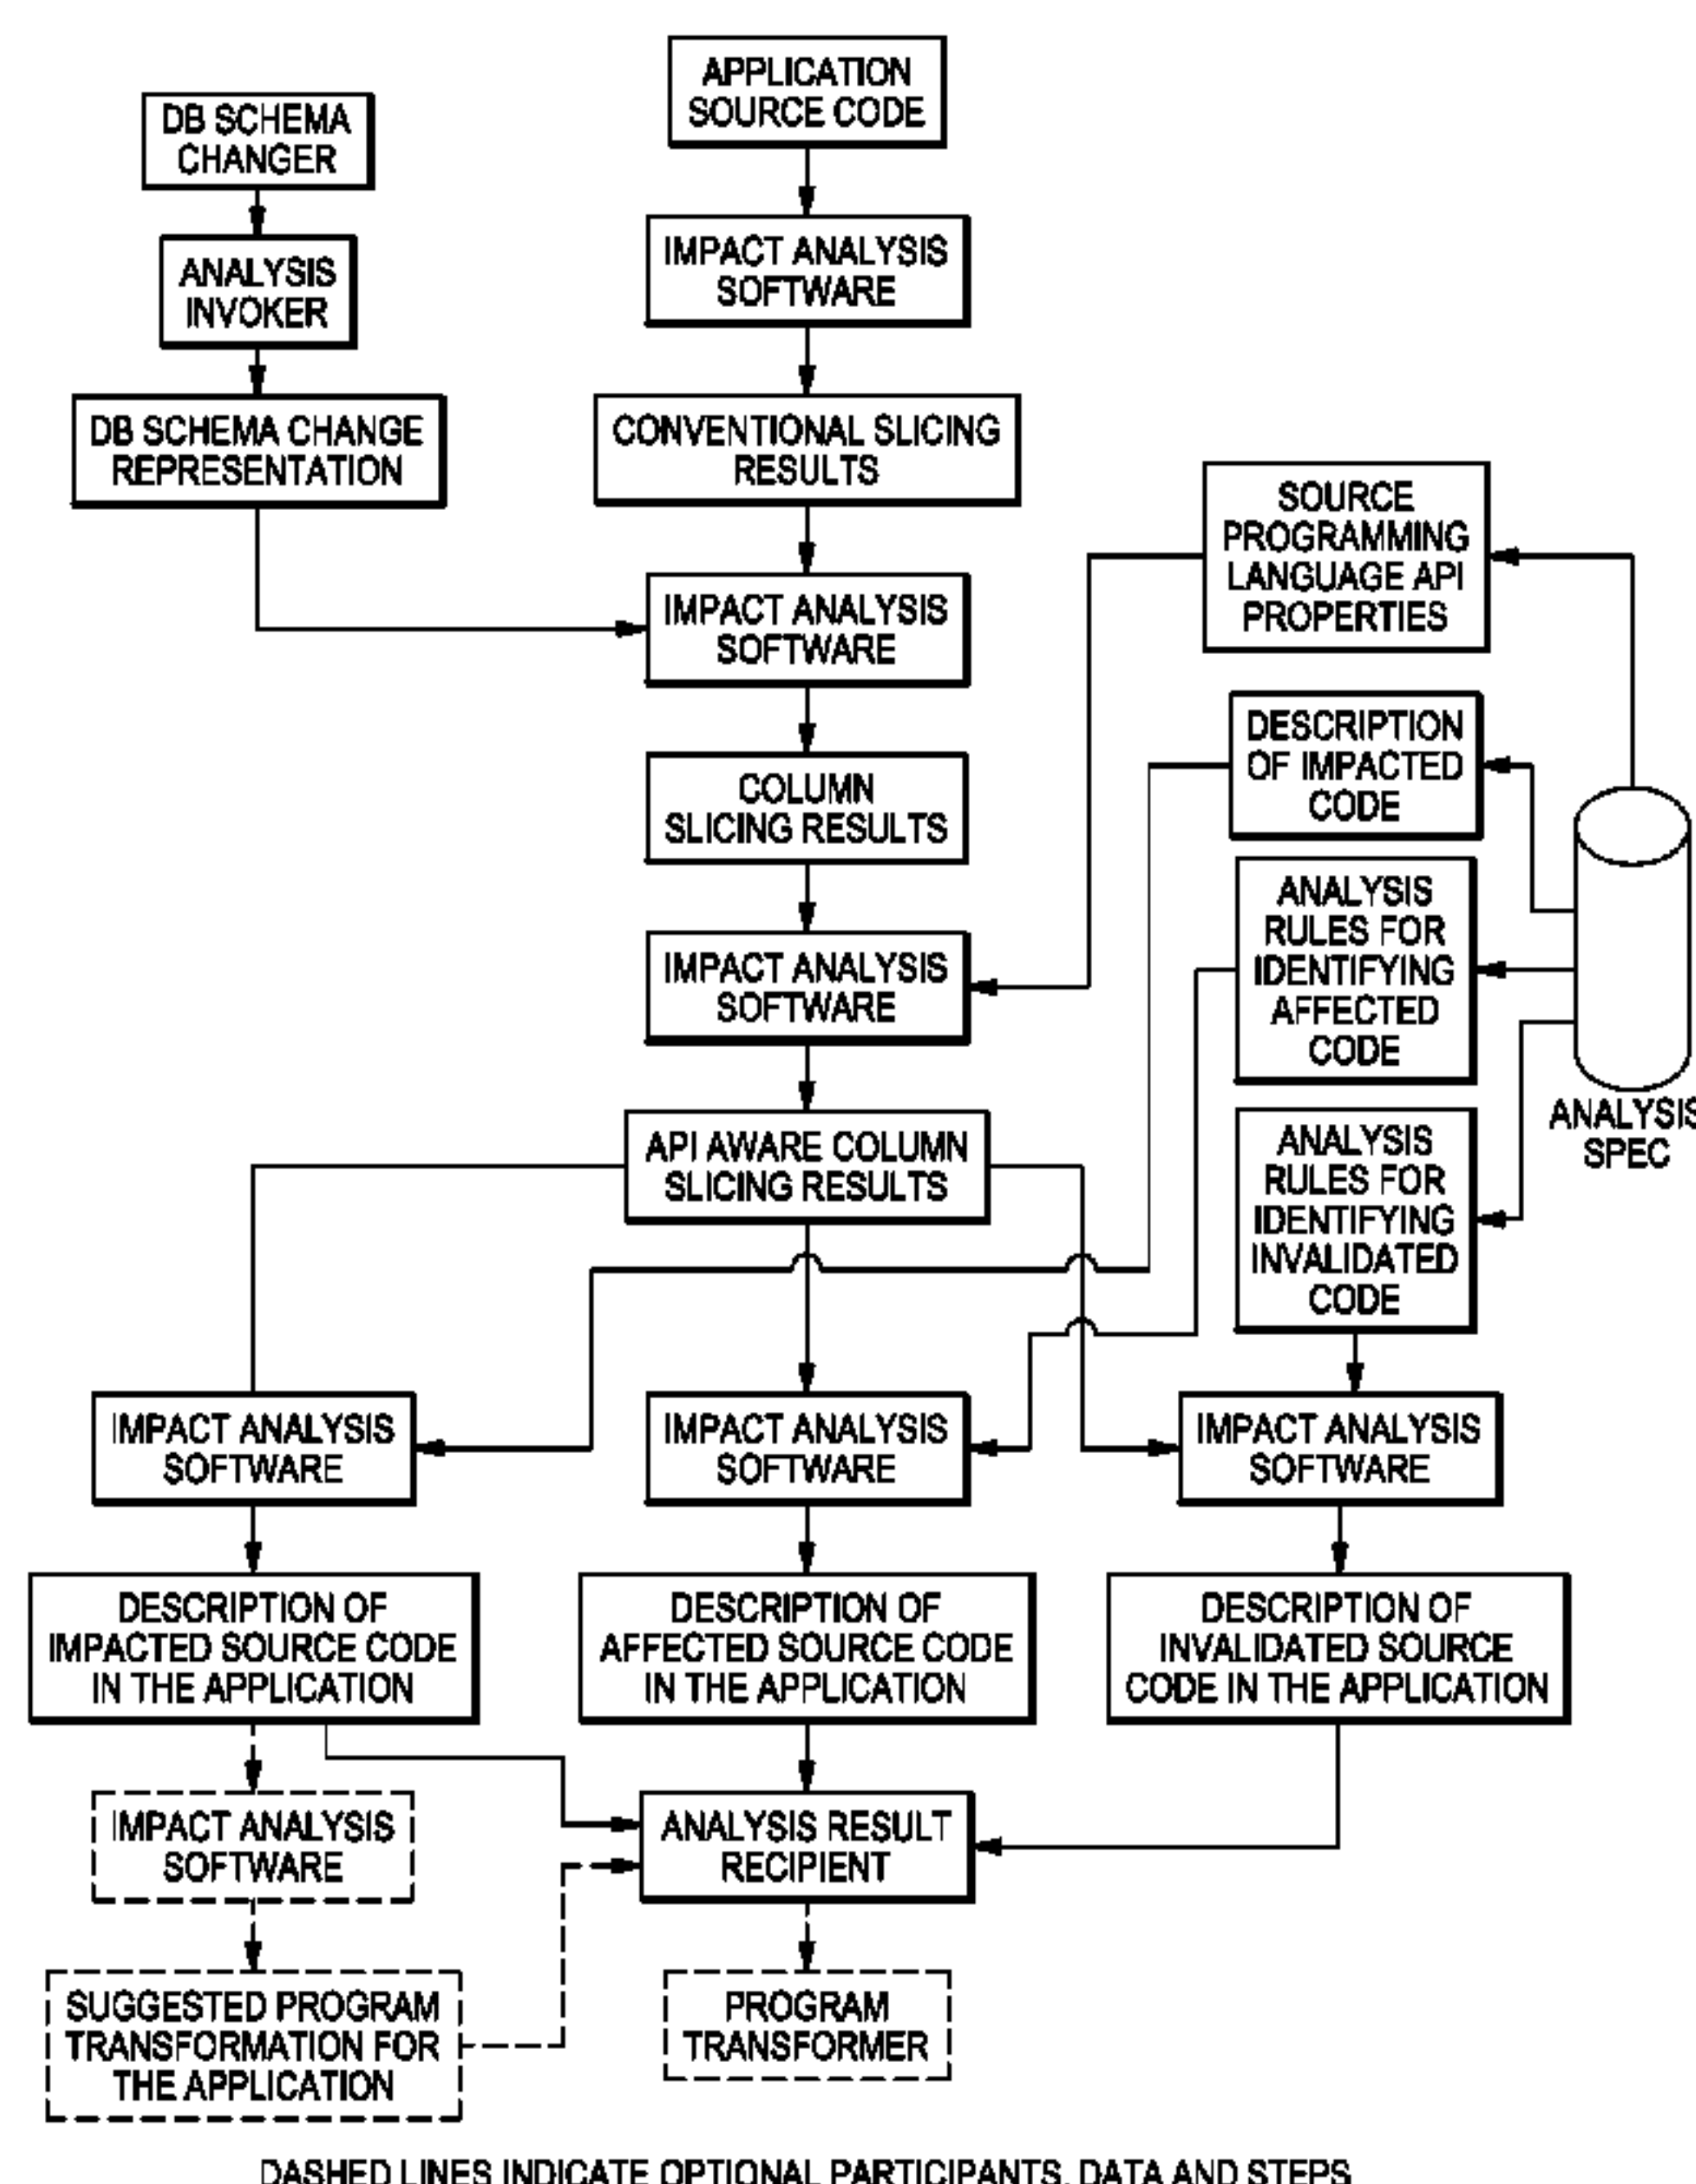 APPLICATION
SOURCE CODE
DB SCHEMA
CHANGER
IMPACT ANALYSIS
SOFTWARE
ANALYSIS
INVOKER
DB SCHEMA CHANGE
REPRESENTATION
CONVENTIONAL SLICING
RESULTS
SOURCE
PROGRAMMING
LANGUAGE API
PROPERTIES
IMPACT ANALYSIS
SOFTWARE
DESCRIPTION
OF IMPACTED
CODE
COLUMN
SLICING RESULTS
ANALYSIS
RULES FOR
IDENTIFYING
AFFECTED
CODE
IMPACT ANALYSIS
SOFTWARE
ANALYSIS
SPEC
API AWARE COLUMN
SLICING RESULTS
ANALYSIS
RULES FOR
IDENTIFYING
INVALIDATED
CODE
IMPACT ANALYSIS
SOFTWARE
IMPACT ANALYSIS
SOFTWARE
IMPACT ANALYSIS
SOFTWARE
DESCRIPTION OF
IMPACTED SOURCE CODE
IN THE APPLICATION
DESCRIPTION OF
AFFECTED SOURCE CODE
IN THE APPLICATION
DESCRIPTION OF
INVALIDATED SOURCE
CODE IN THE APPLICATION
IMPACT ANALYSIS
SOFTWARE
ANALYSIS RESULT
RECIPIENT
SUGGESTED PROGRAM
TRANSFORMATION FOR
THE APPLICATION
PROGRAM
TRANSFORMER
DASHED LINES INDICATE OPTIONAL PARTICIPANTS, DATA AND STEPS